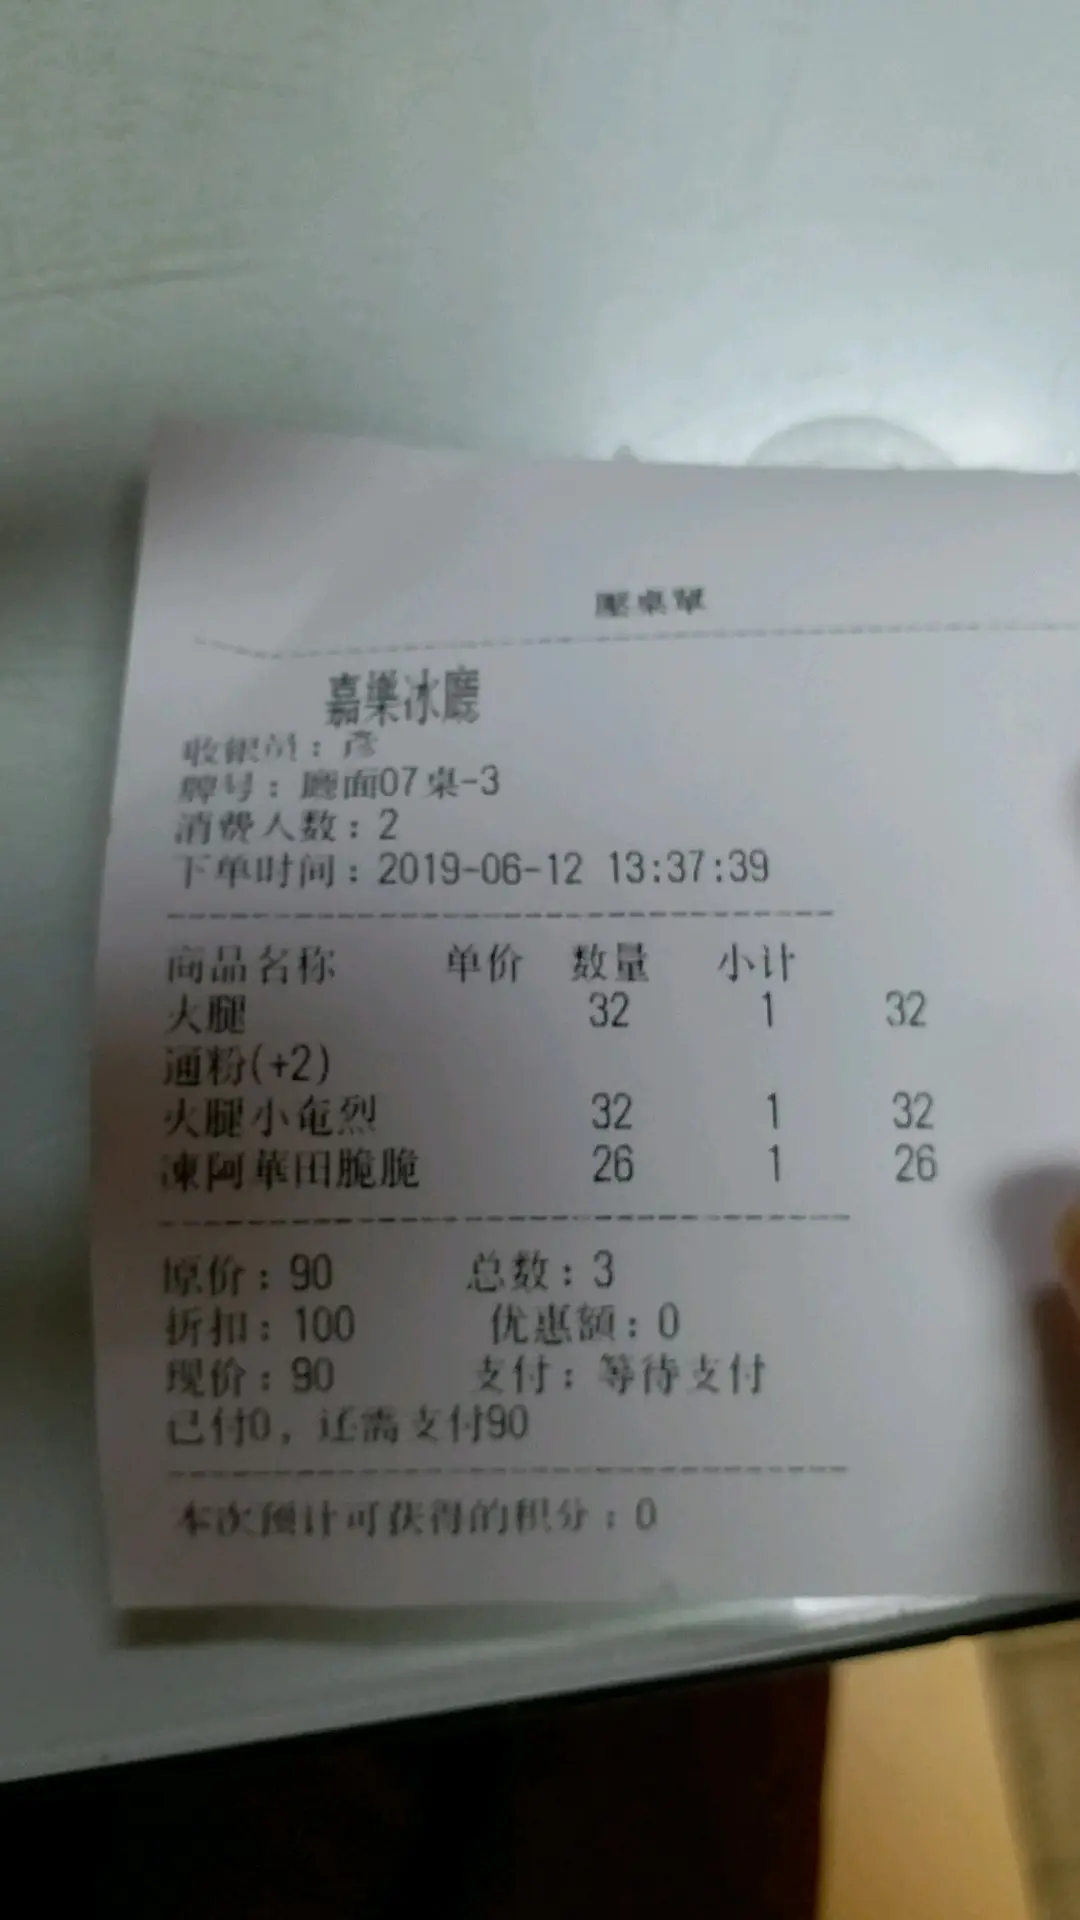 壓桌單
嘉樂冰廳
收銀员：彦
牌号：廳面07桌-3
消费人数：2
下单时间：2019-06-12 13:37:39
商品名称 单价 数量 小计
火腿 32 1 32
通粉(+2)
火腿小奄烈 32 1 32
凍阿華田脆脆 26 1 26
原价：90 总数：3
折扣：100 优惠額：0
现价：90 支付：等待支付
已付0，还需支付90
本次预计可获得的积分：0